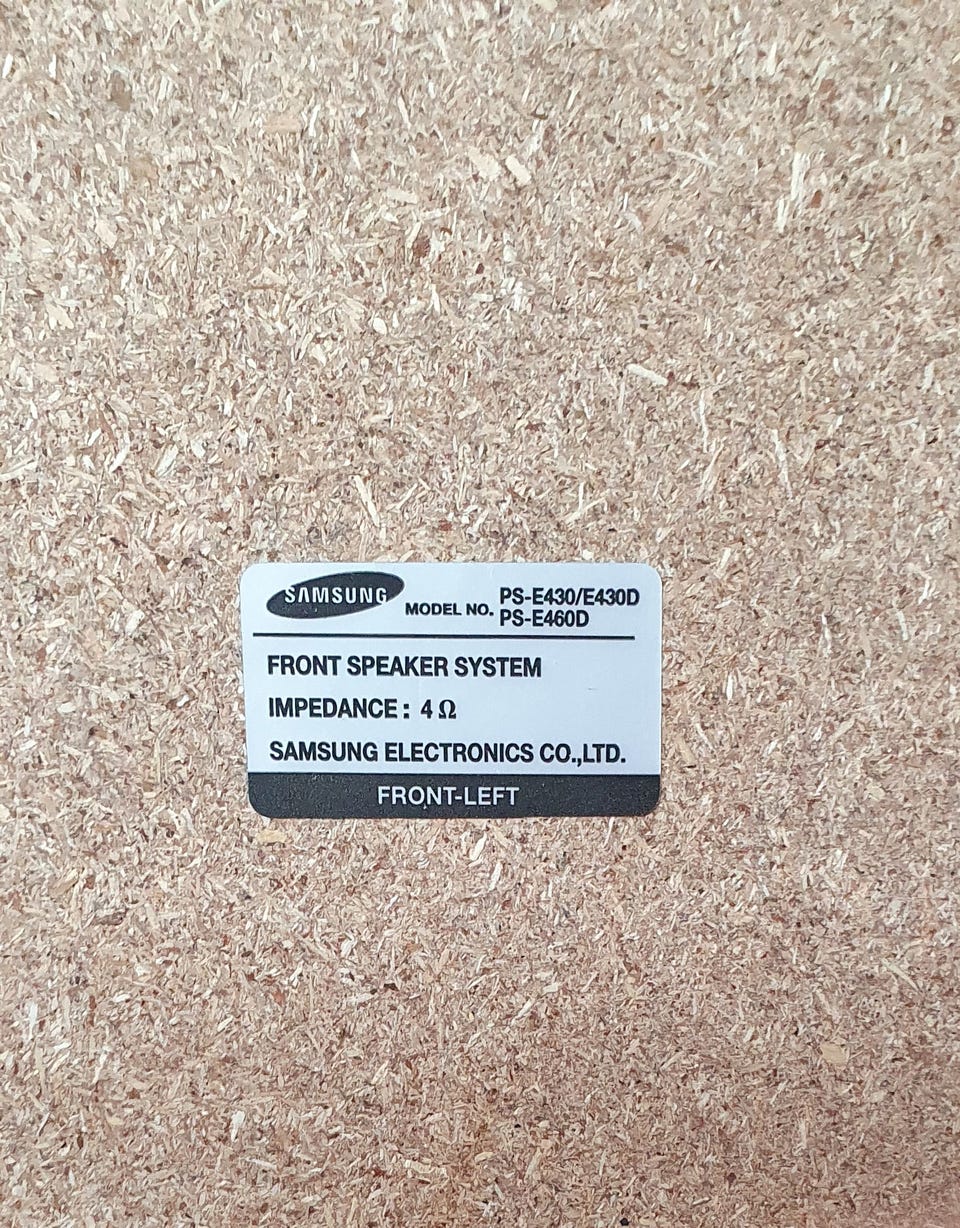 SAMSUNG MODEL NO. PS-E430/E430D
PS-E460D
FRONT SPEAKER SYSTEM
IMPEDANCE : 4 Ω
SAMSUNG ELECTRONICS CO.,LTD.
FRONT-LEFT